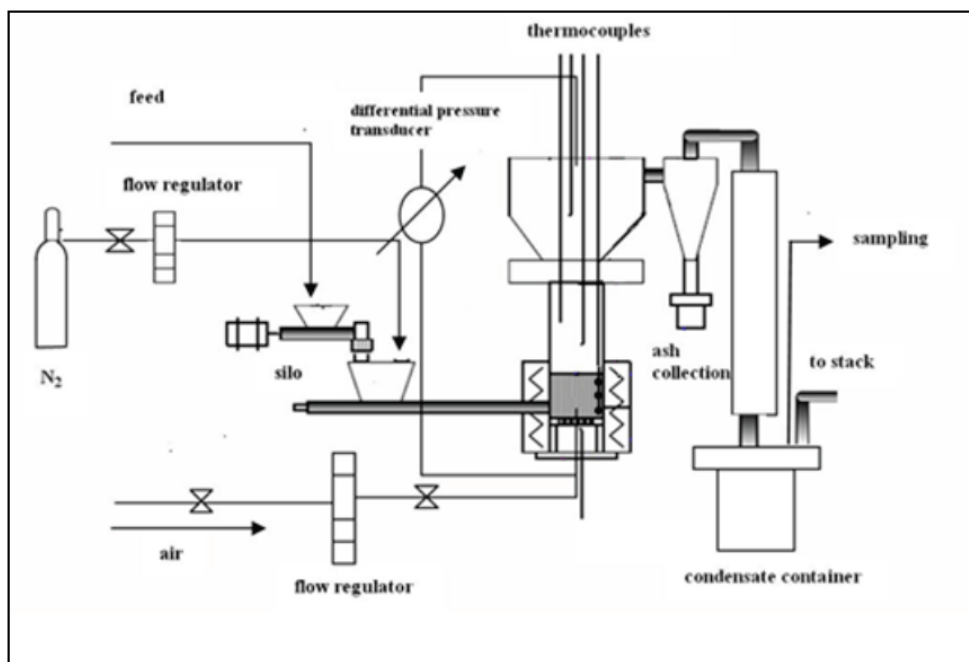 thermocouples
feed
differential pressure
transducer
flow regulator
sampling
N₂
silo
ash
collection
to stack
air
flow regulator
condensate container